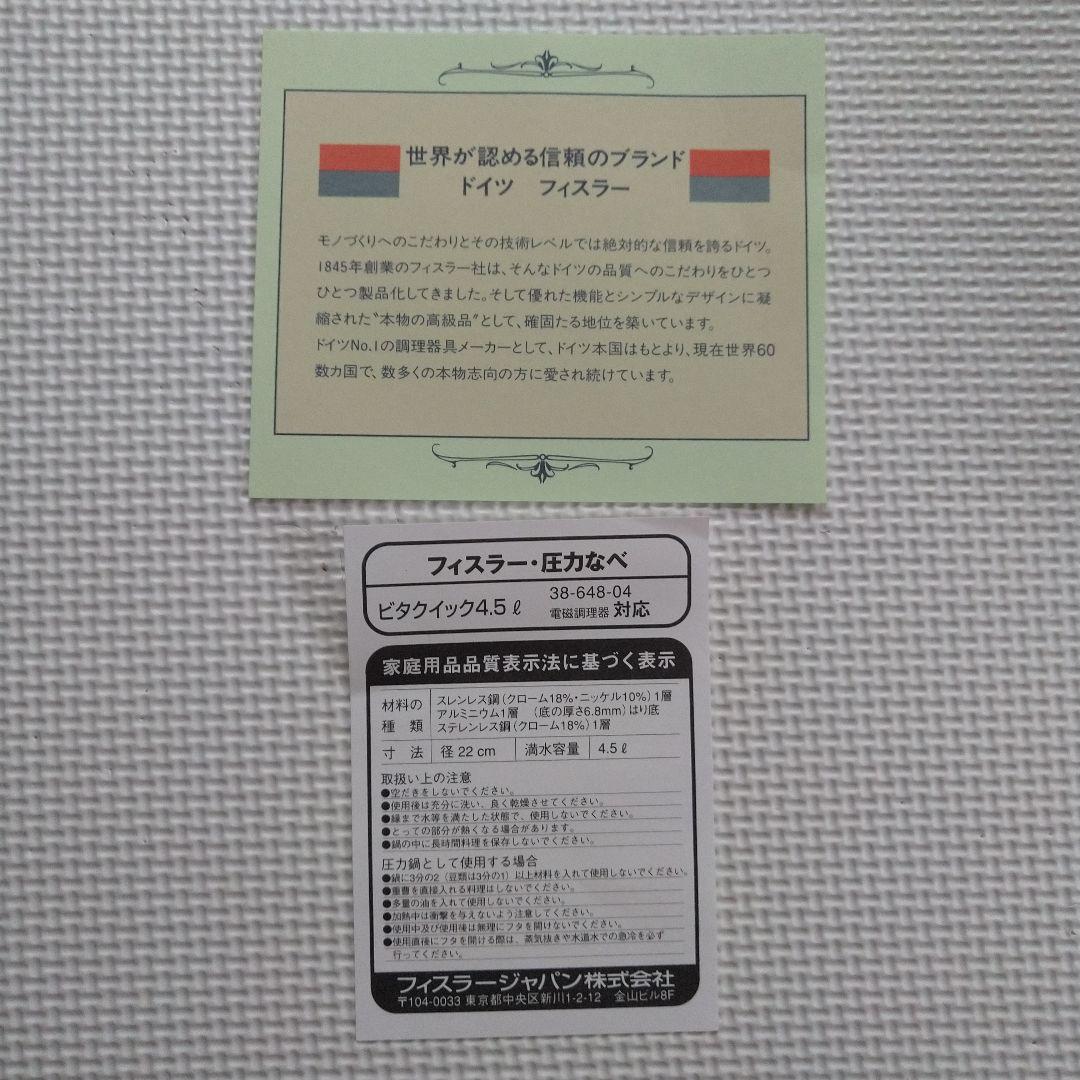 世界が認める信頼のブランド
ドイツ フィスラー
モノづくりへのこだわりとその技術レベルでは絶対的な信頼を誇るドイツ。
1845年創業のフィスラー社は、そんなドイツの品質へのこだわりをひとつ
ひとつ製品化してきました。そして優れた機能とシンプルなデザインに凝
縮された“本物の高級品”として、確固たる地位を築いています。
ドイツNo.1の調理器具メーカーとして、ドイツ本国はもとより、現在世界60
数カ国で、数多くの本物志向の方に愛され続けています。
フィスラー・圧力なべ
ビタクイック4.5ℓ
38-648-04
電磁調理器 対応
家庭用品品質表示法に基づく表示
材料の種類
スレンレス鋼(クローム18%・ニッケル10%)1層
アルミニウム1層 (底の厚さ6.8mm)はり底
ステレンレス鋼(クローム18%)1層
寸法 径22cm 満水容量 4.5ℓ
取扱い上の注意
●空だきをしないでください。
●使用後は充分に洗い、良く乾燥させてください。
●縁まで水等を満たした状態で、使用しないでください。
●とっての部分が熱くなる場合があります。
●鍋の中に長時間料理を保存しないでください。
圧力鍋として使用する場合
●鍋に3分の2(豆類は3分の1)以上材料を入れて使用しないでください。
●重曹を直接入れる料理はしないでください。
●多量の油を入れて使用しないでください。
●加熱中は衝撃を与えないよう注意してください。
●使用中及び使用後は無理にフタを開けないでください。
●使用直後にフタを開ける際は、蒸気抜きや水道水での急冷を必ず
行ってください。
フィスラージャパン株式会社
〒104-0033 東京都中央区新川1-2-12 金山ビル8F